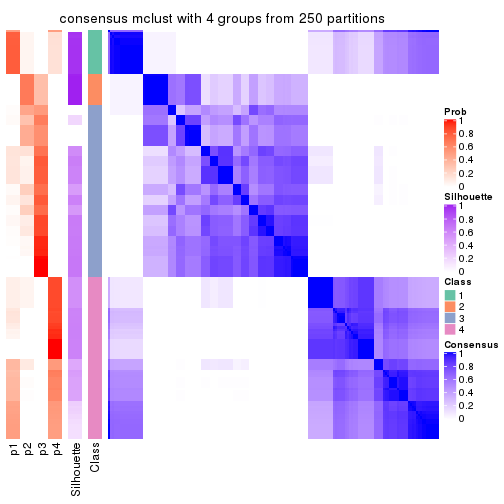 consensus mclust with 4 groups from 250 partitions
Prob
1
0.8
0.6
0.4
0.2
0
Silhouette
1
0.8
0.6
0.4
0.2
0
Class
1
2
3
4
Consensus
1
0.8
0.6
0.4
0.2
0
p1
p2
p3
p4
Silhouette
Class